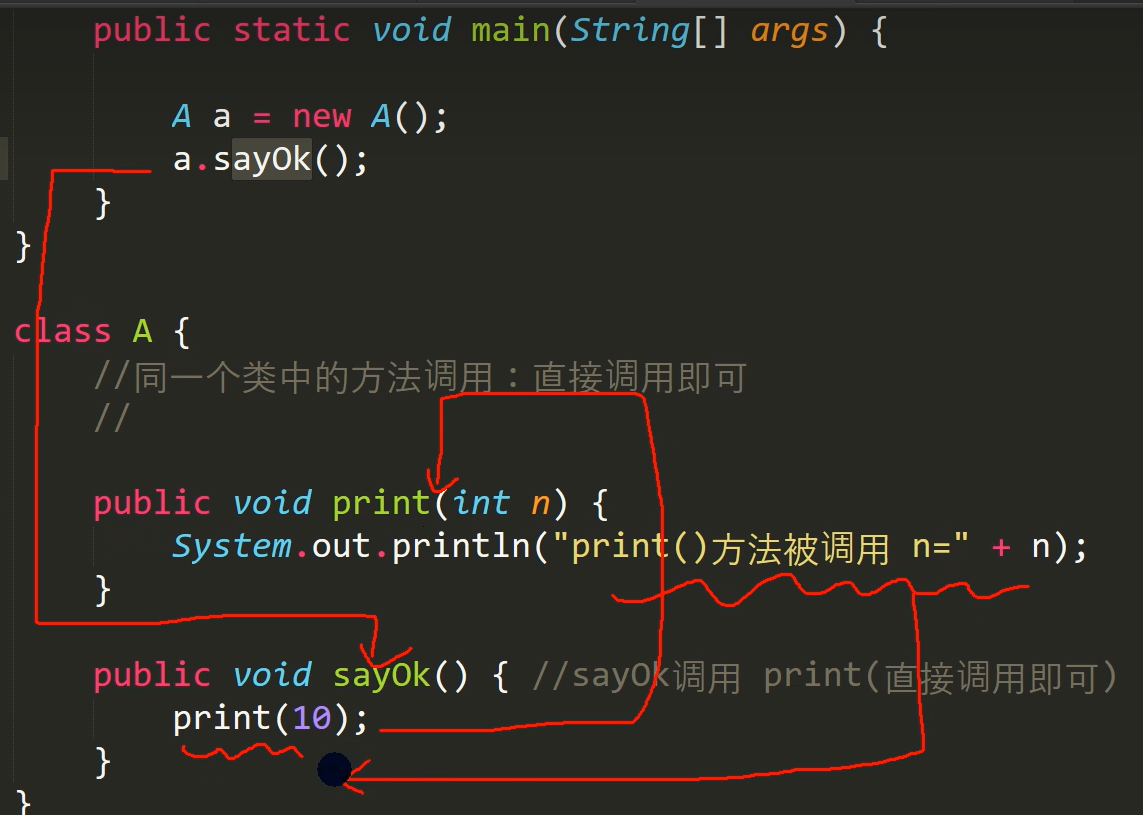 public static void main(String[] args) {
A a = new A();
a.sayOk();
}
}
class A {
//同一个类中的方法调用：直接调用即可
//
public void print(int n) {
System.out.println("print()方法被调用 n=" + n);
}
public void sayOk() { //sayOk调用 print(直接调用即可)
print(10);
}
}